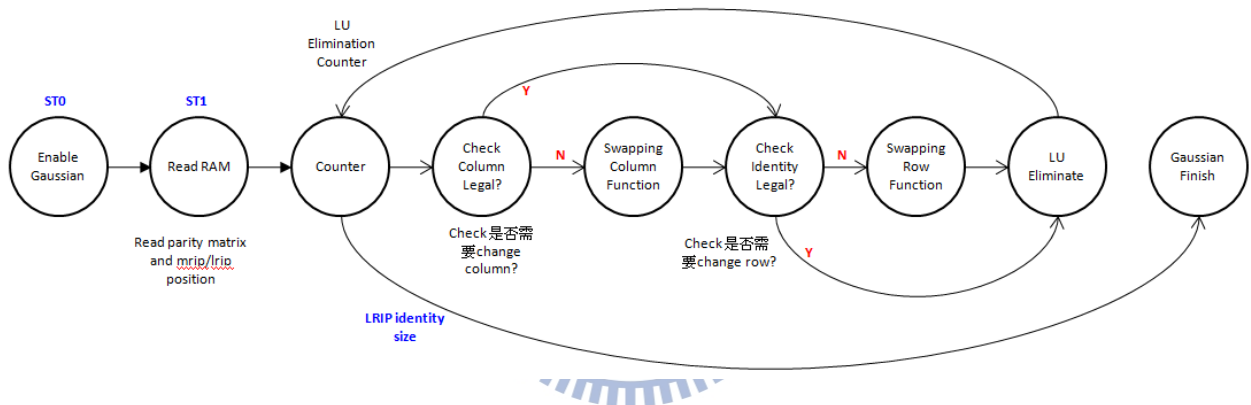 LU
Elimination
Counter
ST0
ST1
Y
Enable
Gaussian
Read RAM
Counter
Check
Column
Legal?
N
Swapping
Column
Function
Check
Identity
Legal?
N
Swapping
Row
Function
LU
Eliminate
Gaussian
Finish
Read parity matrix
and mrip/lrip
position
Check是否需
要change
column?
Check是否需
要change row?
Y
LRIP identity
size